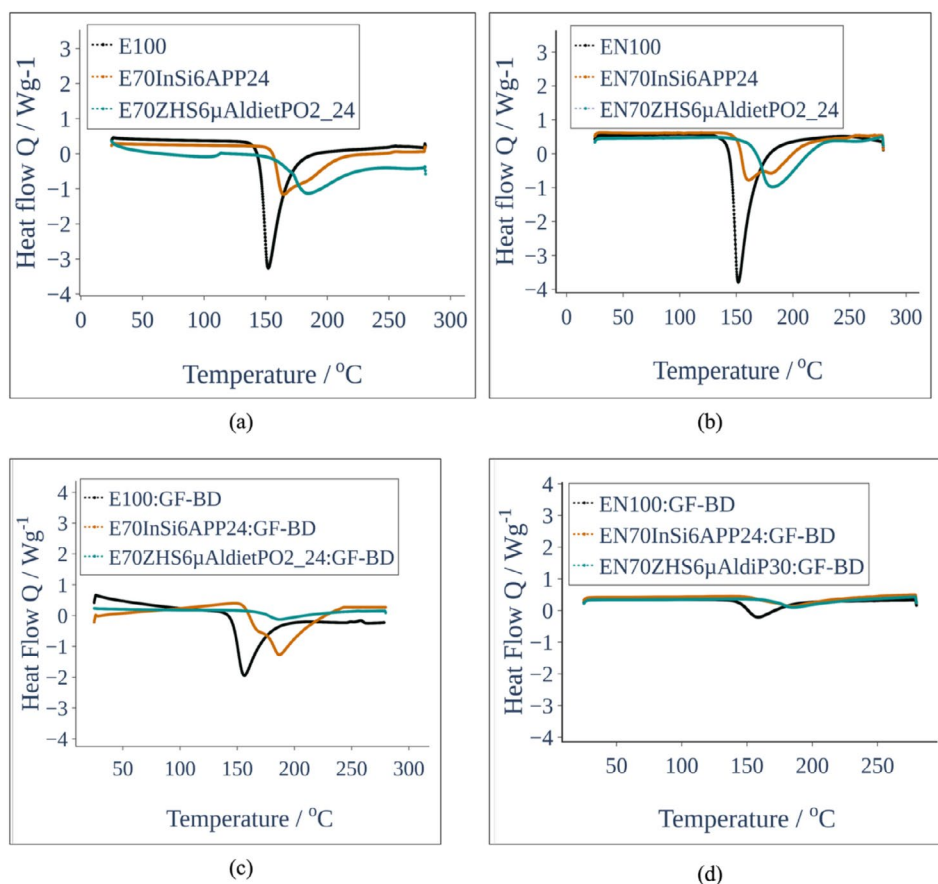 3
2
1
0
−1
−2
−3
−4
Heat flow Q / Wg-1
E100
E70InSi6APP24
E70ZHS6µAldietPO2_24
0 50 100 150 200 250 300
Temperature / °C
(a)
3
2
1
0
−1
−2
−3
−4
Heat flow Q / Wg-1
EN100
EN70InSi6APP24
EN70ZHS6µAldietPO2_24
0 50 100 150 200 250 300
Temperature / °C
(b)
4
3
2
1
0
−1
−2
−3
−4
Heat Flow Q / Wg-1
E100:GF-BD
E70InSi6APP24:GF-BD
E70ZHS6µAldietPO2_24:GF-BD
50 100 150 200 250 300
Temperature / °C
(c)
4
3
2
1
0
−1
−2
−3
−4
Heat Flow Q / Wg-1
EN100:GF-BD
EN70InSi6APP24:GF-BD
EN70ZHS6µAldiP30:GF-BD
50 100 150 200 250
Temperature / °C
(d)